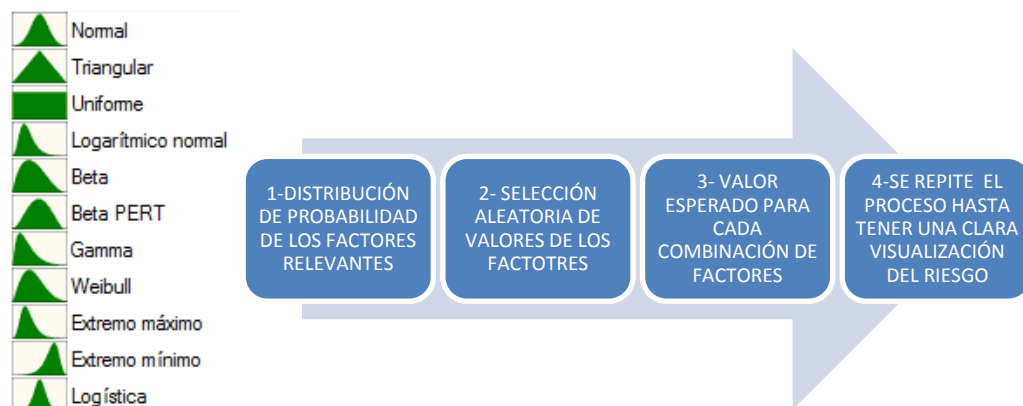 Normal
Triangular
Uniforme
Logarítmico normal
Beta
Beta PERT
Gamma
Weibull
Extremo máximo
Extremo mínimo
Logística
1-DISTRIBUCIÓN
DE PROBABILIDAD
DE LOS FACTORES
RELEVANTES
2- SELECCIÓN
ALEATORIA DE
VALORES DE LOS
FACTOTRES
3- VALOR
ESPERADO PARA
CADA
COMBINACIÓN DE
FACTORES
4-SE REPITE EL
PROCESO HASTA
TENER UNA CLARA
VISUALIZACIÓN
DEL RIESGO